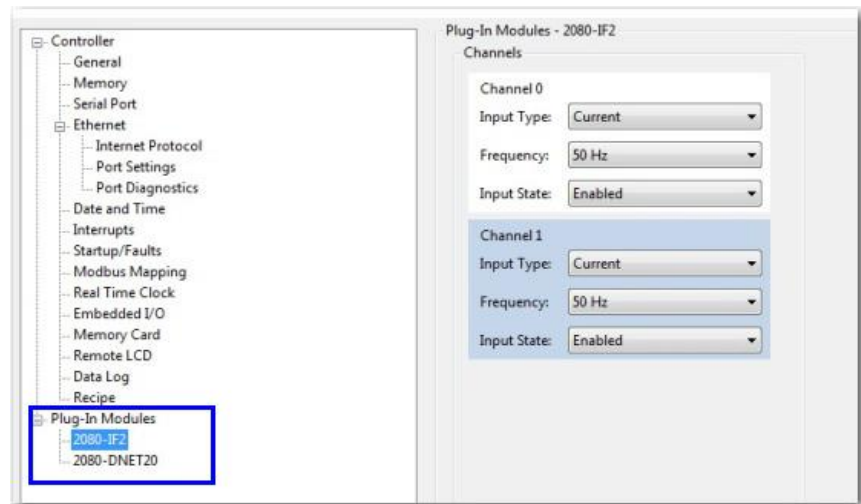 Controller
General
Memory
Serial Port
Ethernet
Internet Protocol
Port Settings
Port Diagnostics
Date and Time
Interrupts
Startup/Faults
Modbus Mapping
Real Time Clock
Embedded I/O
Memory Card
Remote LCD
Data Log
Recipe
Plug-In Modules
2080-IF2
2080-DNET20
Plug-In Modules - 2080-IF2
Channels
Channel 0
Input Type: Current
Frequency: 50 Hz
Input State: Enabled
Channel 1
Input Type: Current
Frequency: 50 Hz
Input State: Enabled